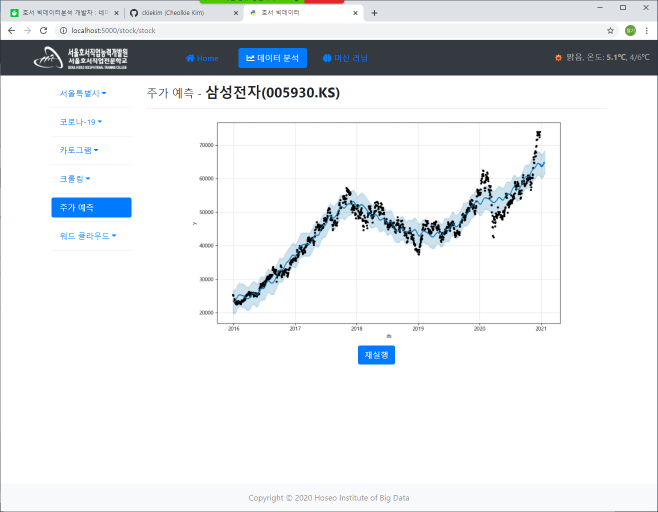 호서 빅데이터분석 개발자 : 네이
ckiekim (Cheolkie Kim)
호서 빅데이터
localhost:5000/stock/stock
서울호서직업능력개발원
서울호서직업전문학교
Home
데이터 분석
머신 러닝
맑음, 온도: 5.1℃, 4/6℃
서울특별시
코로나-19
카토그램
크롤링
주가 예측
워드 클라우드
주가 예측 - 삼성전자(005930.KS)
70000
60000
50000
40000
30000
20000
y
2016 2017 2018 2019 2020 2021
ds
재실행
Copyright © 2020 Hoseo Institute of Big Data